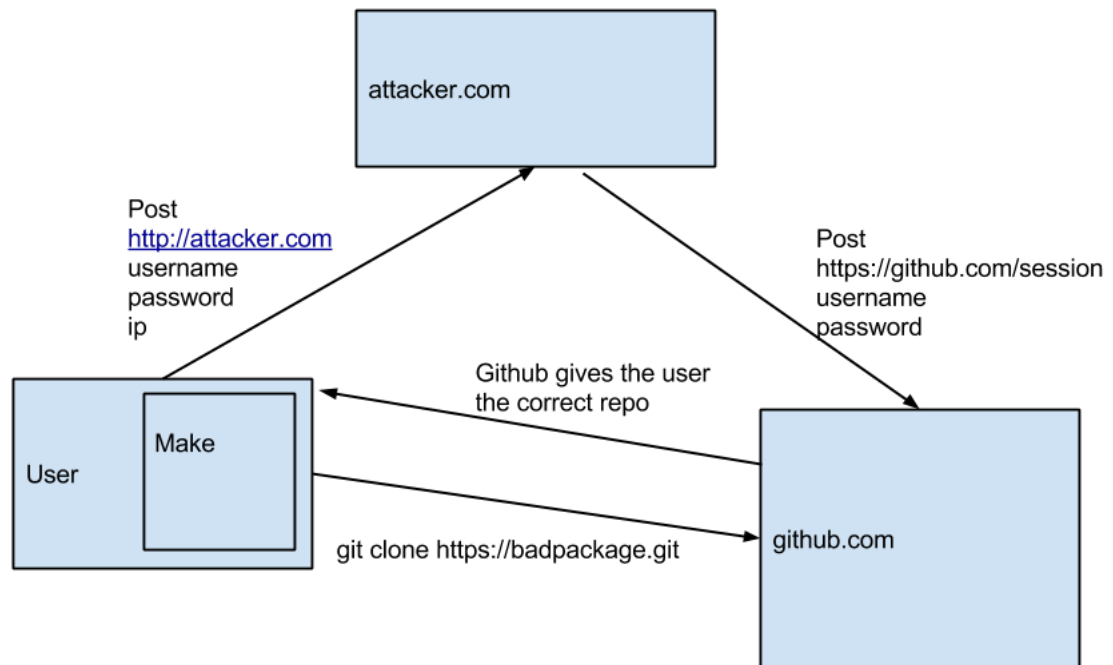 attacker.com
Post
http://attacker.com
username
password
ip
Post
https://github.com/session
username
password
Github gives the user
the correct repo
Make
User
git clone https://badpackage.git
github.com